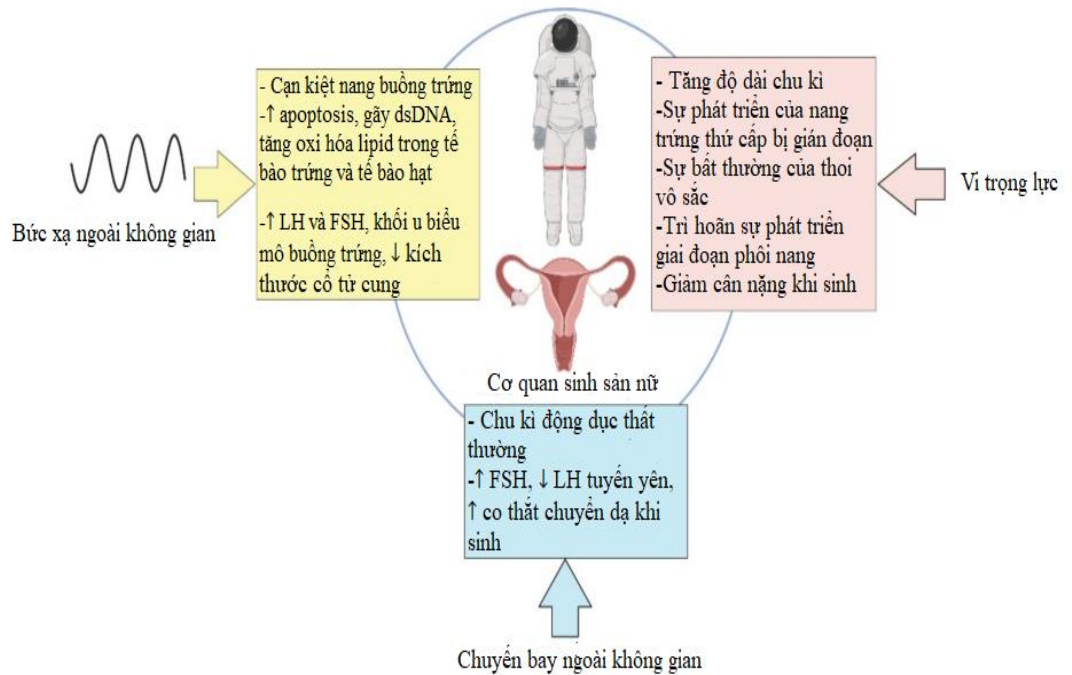 Bức xạ ngoài không gian
- Cạn kiệt nang buồng trứng
-↑ apoptosis, gãy dsDNA,
tăng oxi hóa lipid trong tế
bào trứng và tế bào hạt
-↑ LH và FSH, khối u biểu
mô buồng trứng, ↓ kích
thước cổ tử cung
- Tăng độ dài chu kì
-Sự phát triển của nang
trứng thứ cấp bị gián đoạn
-Sự bất thường của thoi
vô sắc
-Trì hoãn sự phát triển
giai đoạn phôi nang
-Giảm cân nặng khi sinh
Vi trọng lực
Cơ quan sinh sản nữ
- Chu kì động dục thất
thường
-↑ FSH, ↓ LH tuyến yên,
↑ co thắt chuyển dạ khi
sinh
Chuyến bay ngoài không gian